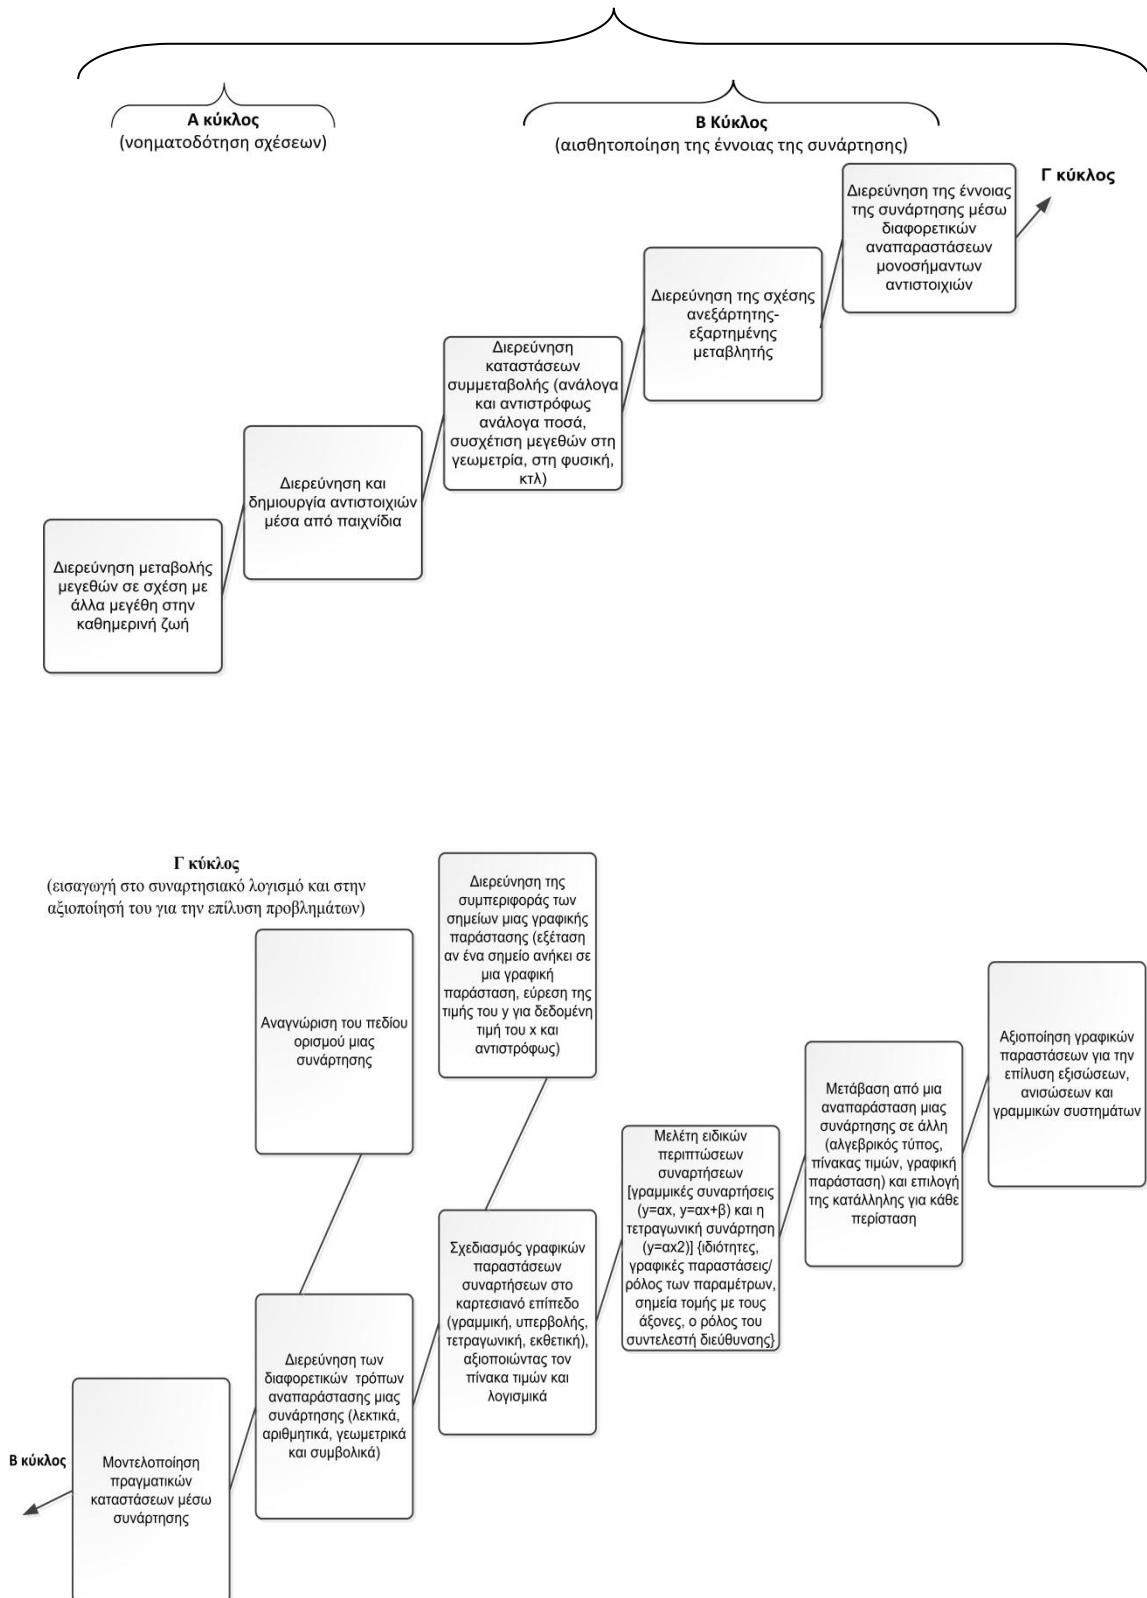 Α κύκλος
(νοηματοδότηση σχέσεων)
Β Κύκλος
(αισθητοποίηση της έννοιας της συνάρτησης)
Γ κύκλος
Διερεύνηση μεταβολής
μεγεθών σε σχέση με
άλλα μεγέθη στην
καθημερινή ζωή
Διερεύνηση και
δημιουργία αντιστοιχιών
μέσα από παιχνίδια
Διερεύνηση
καταστάσεων
συμμεταβολής (ανάλογα
και αντιστρόφως
ανάλογα ποσά,
συσχέτιση μεγεθών στη
γεωμετρία, στη φυσική,
κτλ)
Διερεύνηση της σχέσης
ανεξάρτητης-
εξαρτημένης
μεταβλητής
Διερεύνηση της έννοιας
της συνάρτησης μέσω
διαφορετικών
αναπαραστάσεων
μονοσήμαντων
αντιστοιχιών
Γ κύκλος
(εισαγωγή στο συναρτησιακό λογισμό και στην
αξιοποίησή του για την επίλυση προβλημάτων)
Β κύκλος
Μοντελοποίηση
πραγματικών
καταστάσεων μέσω
συνάρτησης
Αναγνώριση του πεδίου
ορισμού μιας
συνάρτησης
Διερεύνηση των
διαφορετικών τρόπων
αναπαράστασης μιας
συνάρτησης (λεκτικά,
αριθμητικά, γεωμετρικά
και συμβολικά)
Διερεύνηση της
συμπεριφοράς των
σημείων μιας γραφικής
παράστασης (εξέταση
αν ένα σημείο ανήκει σε
μια γραφική
παράσταση, εύρεση της
τιμής του y για δεδομένη
τιμή του x και
αντιστρόφως)
Σχεδιασμός γραφικών
παραστάσεων
συναρτήσεων στο
καρτεσιανό επίπεδο
(γραμμική, υπερβολής,
τετραγωνική, εκθετική),
αξιοποιώντας τον
πίνακα τιμών και
λογισμικά
Μελέτη ειδικών
περιπτώσεων
συναρτήσεων
[γραμμικές συναρτήσεις
(y=αx, y=αx+β) και η
τετραγωνική συνάρτηση
(y=αx2)] {ιδιότητες,
γραφικές παραστάσεις/
ρόλος των παραμέτρων,
σημεία τομής με τους
άξονες, ο ρόλος του
συντελεστή διεύθυνσης}
Μετάβαση από μια
αναπαράσταση μιας
συνάρτησης σε άλλη
(αλγεβρικός τύπος,
πίνακας τιμών, γραφική
παράσταση) και επιλογή
της κατάλληλης για κάθε
περίσταση
Αξιοποίηση γραφικών
παραστάσεων για την
επίλυση εξισώσεων,
ανισώσεων και
γραμμικών συστημάτων